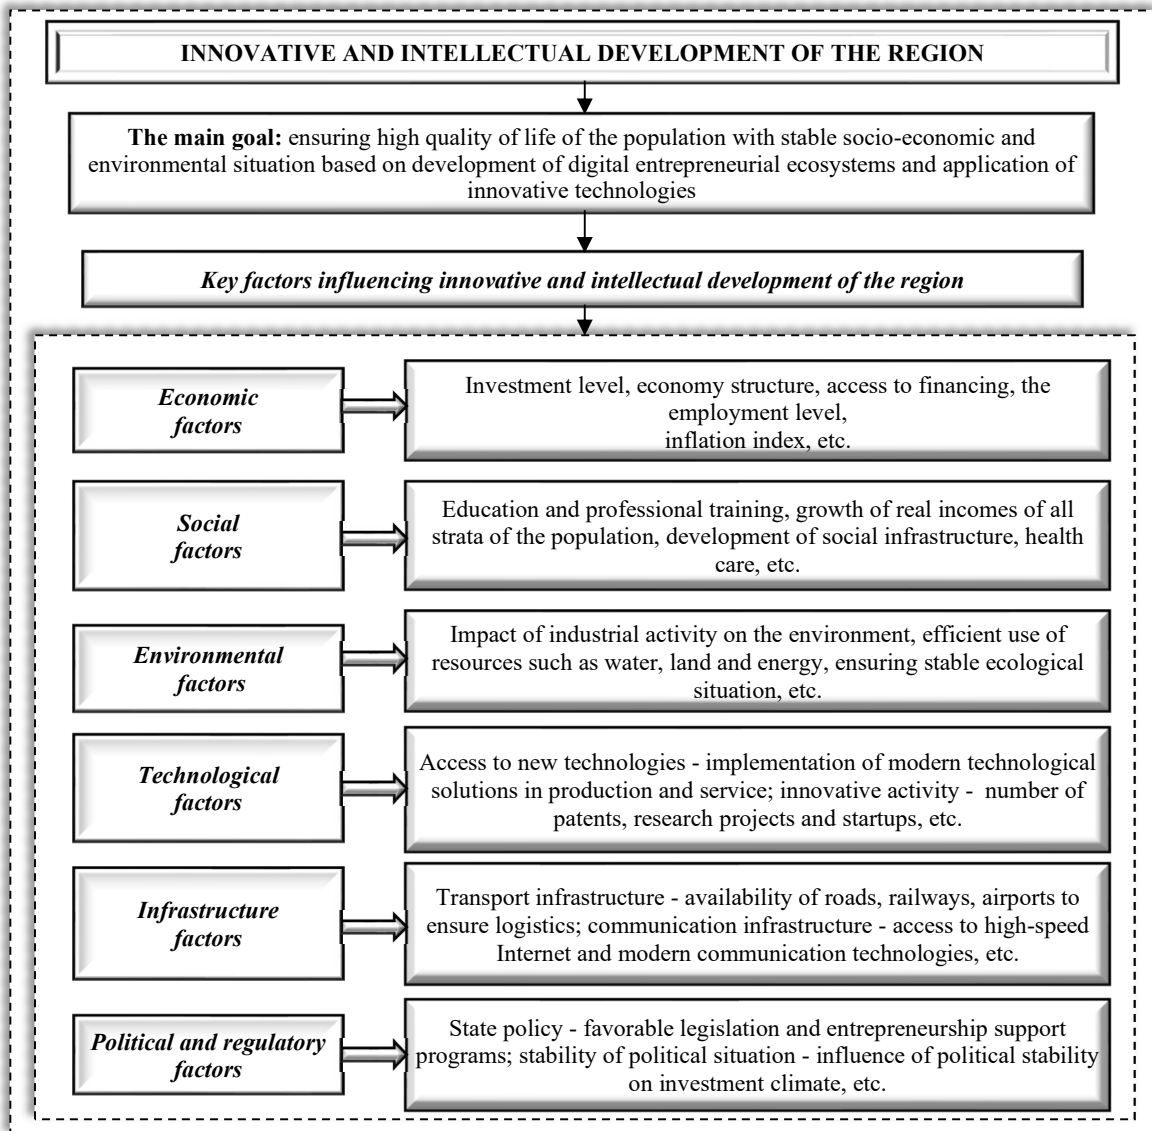 INNOVATIVE AND INTELLECTUAL DEVELOPMENT OF THE REGION
The main goal: ensuring high quality of life of the population with stable socio-economic and
environmental situation based on development of digital entrepreneurial ecosystems and application of
innovative technologies
Key factors influencing innovative and intellectual development of the region
Economic
factors
Investment level, economy structure, access to financing, the
employment level,
inflation index, etc.
Social
factors
Education and professional training, growth of real incomes of all
strata of the population, development of social infrastructure, health
care, etc.
Environmental
factors
Impact of industrial activity on the environment, efficient use of
resources such as water, land and energy, ensuring stable ecological
situation, etc.
Technological
factors
Access to new technologies - implementation of modern technological
solutions in production and service; innovative activity - number of
patents, research projects and startups, etc.
Infrastructure
factors
Transport infrastructure - availability of roads, railways, airports to
ensure logistics; communication infrastructure - access to high-speed
Internet and modern communication technologies, etc.
Political and regulatory
factors
State policy - favorable legislation and entrepreneurship support
programs; stability of political situation - influence of political stability
on investment climate, etc.